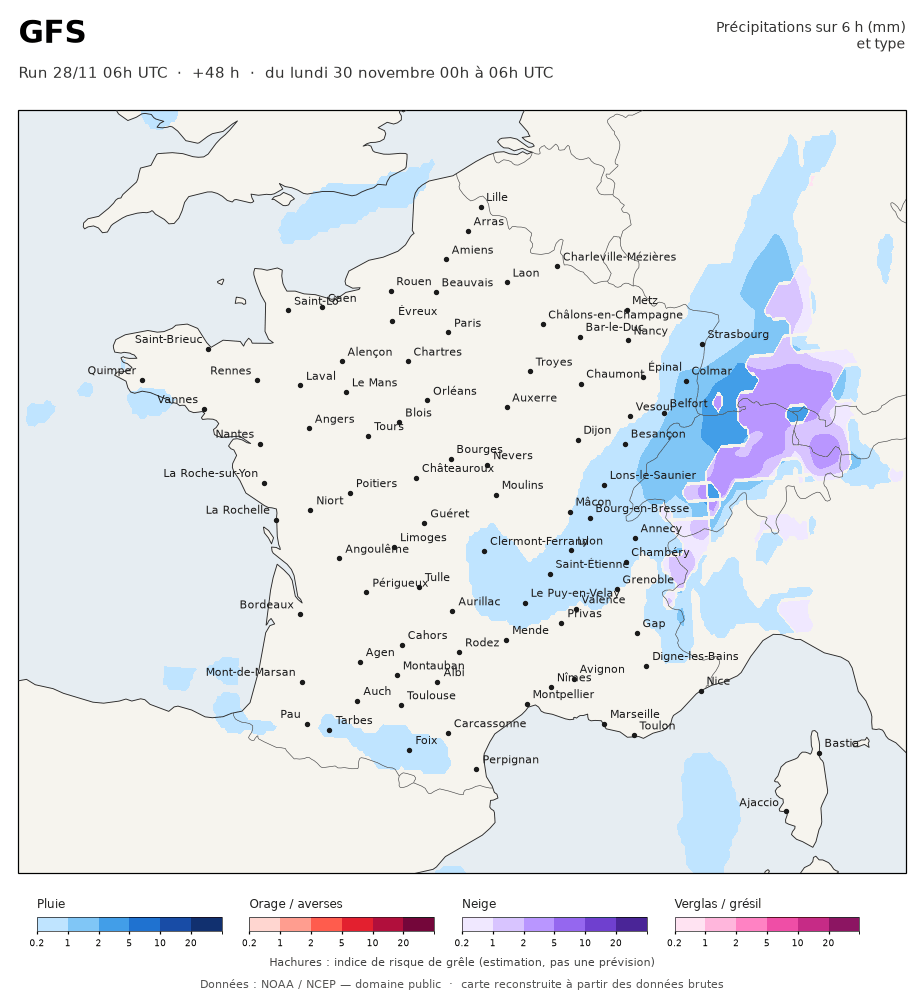 GFS
Précipitations sur 6 h (mm)
et type
Run 28/11 06h UTC · +48 h · du lundi 30 novembre 00h à 06h UTC
Lille
Arras
Amiens
Charleville-Mézières
Laon
Rouen
Beauvais
Saint-Lô
Caen
Metz
Évreux
Châlons-en-Champagne
Paris
Bar-le-Duc
Nancy
Strasbourg
Saint-Brieuc
Alençon
Chartres
Troyes
Épinal
Quimper
Rennes
Laval
Chaumont
Colmar
Le Mans
Orléans
Vannes
Auxerre
Vesoul
Belfort
Blois
Angers
Tours
Dijon
Nantes
Besançon
Bourges
Nevers
Châteauroux
La Roche-sur-Yon
Lons-le-Saunier
Poitiers
Moulins
Niort
Mâcon
La Rochelle
Bourg-en-Bresse
Guéret
Annecy
Limoges
Clermont-Ferrand
Lyon
Angoulême
Chambéry
Saint-Étienne
Périgueux
Tulle
Grenoble
Le Puy-en-Velay
Valence
Bordeaux
Aurillac
Privas
Gap
Cahors
Mende
Rodez
Agen
Digne-les-Bains
Montauban
Albi
Avignon
Mont-de-Marsan
Nîmes
Nice
Auch
Toulouse
Montpellier
Pau
Tarbes
Marseille
Carcassonne
Toulon
Foix
Bastia
Perpignan
Ajaccio
Pluie
Orage / averses
Neige
Verglas / grésil
0.2 1 2 5 10 20
0.2 1 2 5 10 20
0.2 1 2 5 10 20
0.2 1 2 5 10 20
Hachures : indice de risque de grêle (estimation, pas une prévision)
Données : NOAA / NCEP — domaine public · carte reconstruite à partir des données brutes